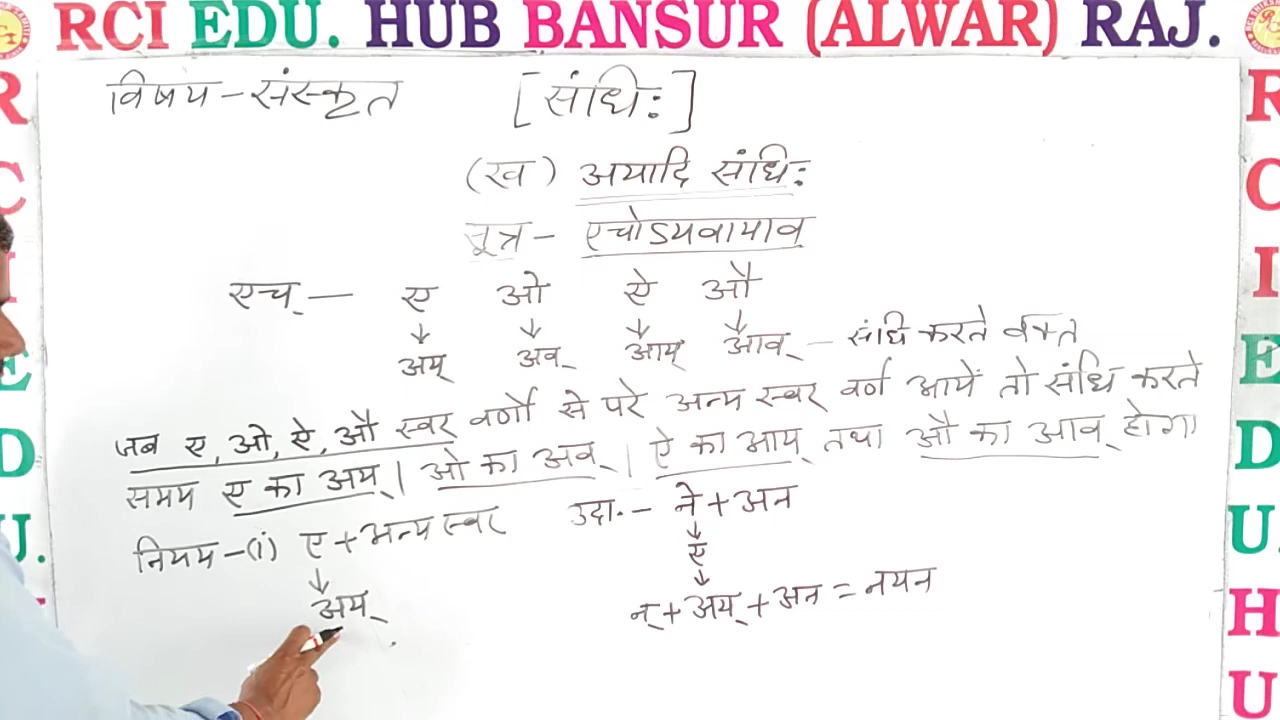 RCI EDU. HUB BANSUR (ALWAR) RAJ.
विषय - संस्कृत [संधिः]
(ख) अयादि संधिः
सूत्र - एचोऽयवायाव
एच् - ए ओ ऐ औ
↓ ↓ ↓ ↓
अय् अव् आय् आव् - संधि करते वक्त
जब ए, ओ, ऐ, औ स्वर वर्णों से परे अन्य स्वर वर्ण आयें तो संधि करते
समय ए का अय् । ओ का अव् । ऐ का आय् तथा औ का आव् होगा
नियम - (i) ए + अन्य स्वर उदा. - ने + अन
↓ ↓
ए
अय् ↓
न् + अय् + अन = नयन
R
C
I
E
D
U.
R
C
I
E
D
U.
H
U